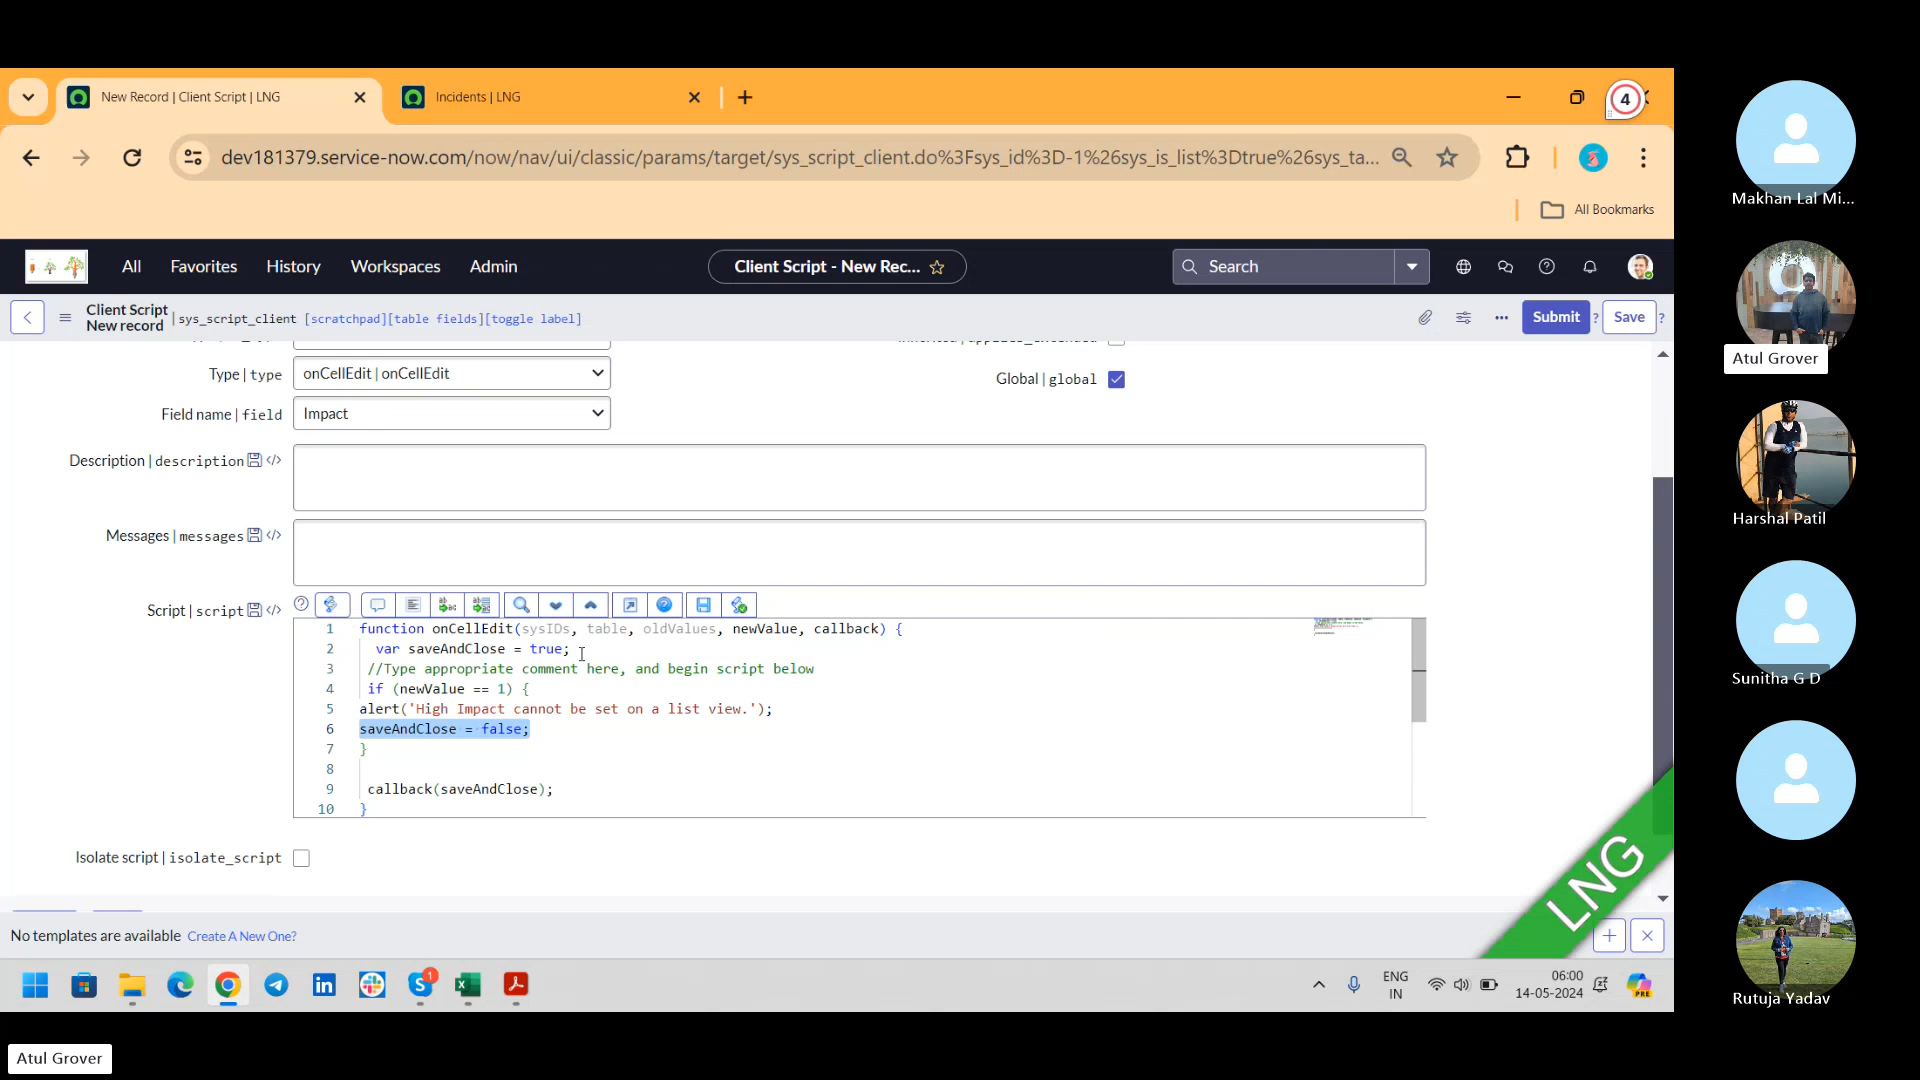 New Record | Client Script | LNG
Incidents | LNG
4
dev181379.service-now.com/now/nav/ui/classic/params/target/sys_script_client.do%3Fsys_id%3D-1%26sys_is_list%3Dtrue%26sys_ta...
All Bookmarks
All
Favorites
History
Workspaces
Admin
Client Script - New Rec...
Search
Client Script
New record
|sys_script_client [scratchpad][table fields][toggle label]
Submit
?
Save
?
Type | type
onCellEdit | onCellEdit
Global | global
Field name | field
Impact
Description | description
Messages | messages
Script | script
1 function onCellEdit(sysIDs, table, oldValues, newValue, callback) {
2 var saveAndClose = true;
3 //Type appropriate comment here, and begin script below
4 if (newValue == 1) {
5 alert('High Impact cannot be set on a list view.');
6 saveAndClose = false;
7 }
8
9 callback(saveAndClose);
10 }
Isolate script | isolate_script
LNG
No templates are available Create A New One?
1
ENG
IN
06:00
14-05-2024
PRE
Atul Grover
Makhan Lal Mi...
Atul Grover
Harshal Patil
Sunitha G D
Rutuja Yadav